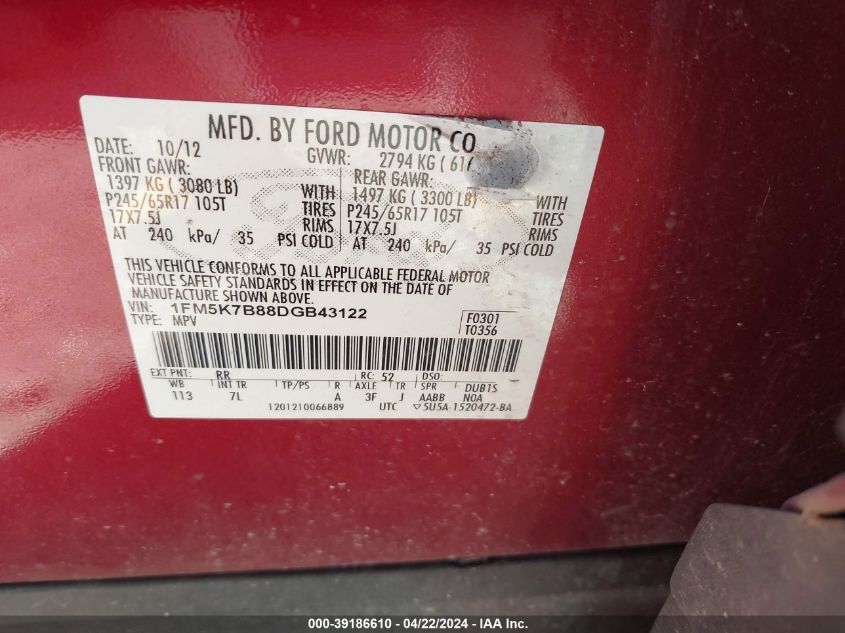 MFD. BY FORD MOTOR CO
DATE: 10/12 GVWR: 2794 KG ( 616
FRONT GAWR: REAR GAWR:
1397 KG ( 3080 LB) WITH 1497 KG ( 3300 LB) WITH
P245/65R17 105T TIRES P245/65R17 105T TIRES
17X7.5J RIMS 17X7.5J RIMS
AT 240 kPa/ 35 PSI COLD AT 240 kPa/ 35 PSI COLD
THIS VEHICLE CONFORMS TO ALL APPLICABLE FEDERAL MOTOR
VEHICLE SAFETY STANDARDS IN EFFECT ON THE DATE OF
MANUFACTURE SHOWN ABOVE.
VIN: 1FM5K7B88DGB43122 F0301
TYPE: MPV T0356
EXT PNT: RR RC: 52 DSO:
WB INT TR TP/PS R AXLE TR SPR DUB1S
113 7L A 3F J AABB N0A
1201210066889 UTC ▽5U5A-1520472-BA
000-39186610 - 04/22/2024 - IAA Inc.